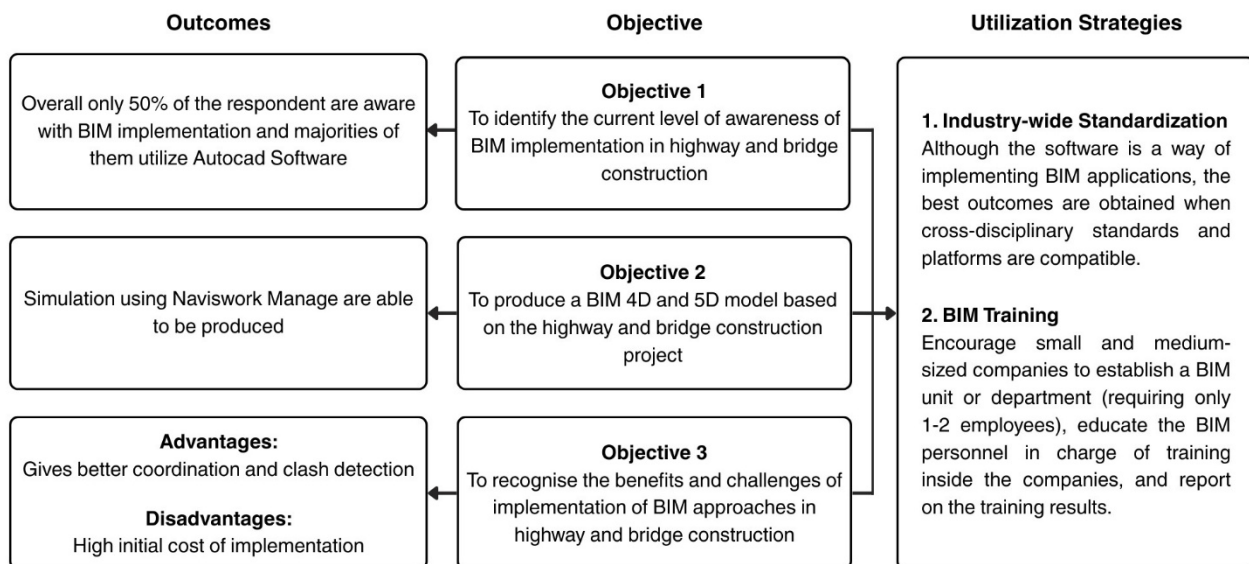 Outcomes
Objective
Utilization Strategies
Overall only 50% of the respondent are aware
with BIM implementation and majorities of
them utilize Autocad Software
Objective 1
To identify the current level of awareness of
BIM implementation in highway and bridge
construction
Simulation using Naviswork Manage are able
to be produced
Objective 2
To produce a BIM 4D and 5D model based
on the highway and bridge construction
project
Advantages:
Gives better coordination and clash detection
Disadvantages:
High initial cost of implementation
Objective 3
To recognise the benefits and challenges of
implementation of BIM approaches in
highway and bridge construction
1. Industry-wide Standardization
Although the software is a way of
implementing BIM applications, the
best outcomes are obtained when
cross-disciplinary standards and
platforms are compatible.
2. BIM Training
Encourage small and medium-
sized companies to establish a BIM
unit or department (requiring only
1-2 employees), educate the BIM
personnel in charge of training
inside the companies, and report
on the training results.